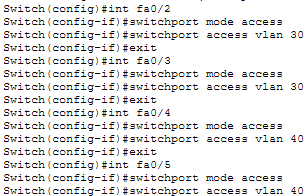 Switch(config)#int fa0/2
Switch(config-if)#switchport mode access
Switch(config-if)#switchport access vlan 30
Switch(config-if)#exit
Switch(config)#int fa0/3
Switch(config-if)#switchport mode access
Switch(config-if)#switchport access vlan 30
Switch(config-if)#exit
Switch(config)#int fa0/4
Switch(config-if)#switchport mode access
Switch(config-if)#switchport access vlan 40
Switch(config-if)#exit
Switch(config)#int fa0/5
Switch(config-if)#switchport mode access
Switch(config-if)#switchport access vlan 40